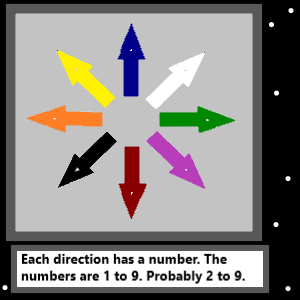 Each direction has a number. The
numbers are 1 to 9. Probably 2 to 9.